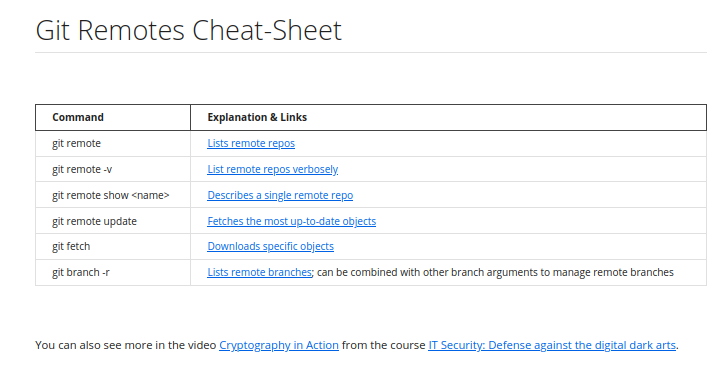 Git Remotes Cheat-Sheet
Command Explanation & Links
git remote Lists remote repos
git remote -v List remote repos verbosely
git remote show <name> Describes a single remote repo
git remote update Fetches the most up-to-date objects
git fetch Downloads specific objects
git branch -r Lists remote branches; can be combined with other branch arguments to manage remote branches
You can also see more in the video Cryptography in Action from the course IT Security: Defense against the digital dark arts.